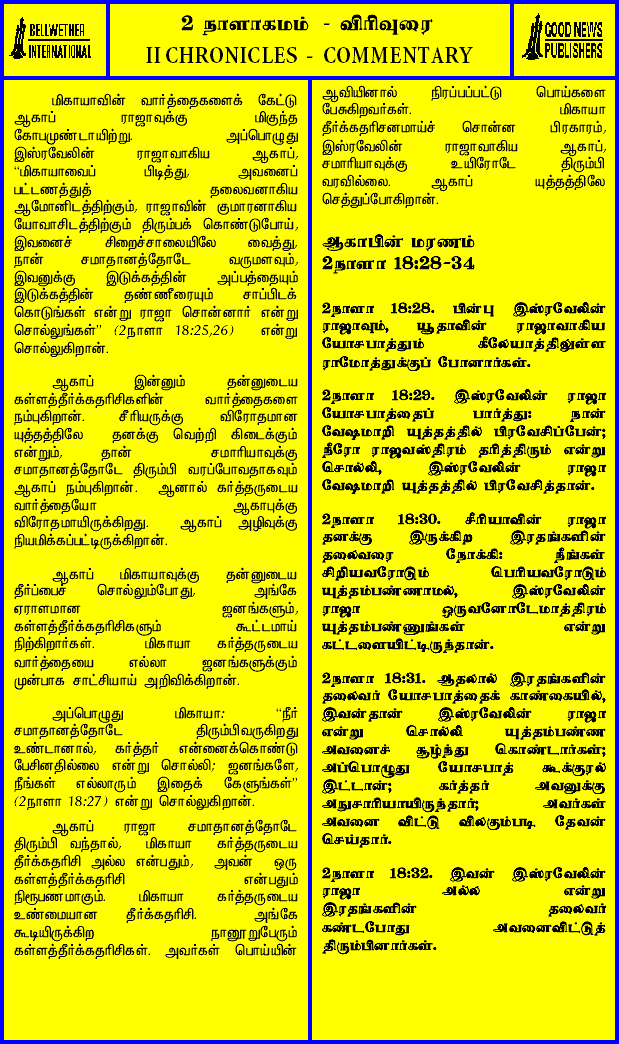 BELLWETHER
INTERNATIONAL
2 நாளாகமம் - விரிவுரை
II CHRONICLES - COMMENTARY
GOOD NEWS
PUBLISHERS
மிகாயாவின் வார்த்தைகளைக் கேட்டு
ஆகாப் ராஜாவுக்கு மிகுந்த
கோபமுண்டாயிற்று. அப்பொழுது
இஸ்ரவேலின் ராஜாவாகிய ஆகாப்,
“மிகாயாவைப் பிடித்து, அவனைப்
பட்டணத்துத் தலைவனாகிய
ஆமோனிடத்திற்கும், ராஜாவின் குமாரனாகிய
யோவாசிடத்திற்கும் திரும்பக் கொண்டுபோய்,
இவனைச் சிறைச்சாலையிலே வைத்து,
நான் சமாதானத்தோடே வருமளவும்,
இவனுக்கு இடுக்கத்தின் அப்பத்தையும்
இடுக்கத்தின் தண்ணீரையும் சாப்பிடக்
கொடுங்கள் என்று ராஜா சொன்னார் என்று
சொல்லுங்கள்” (2நாளா 18:25,26) என்று
சொல்லுகிறான்.
ஆகாப் இன்னும் தன்னுடைய
கள்ளத்தீர்க்கதரிசிகளின் வார்த்தைகளை
நம்புகிறான். சீரியருக்கு விரோதமான
யுத்தத்திலே தனக்கு வெற்றி கிடைக்கும்
என்றும், தான் சமாரியாவுக்கு
சமாதானத்தோடே திரும்பி வரப்போவதாகவும்
ஆகாப் நம்புகிறான். ஆனால் கர்த்தருடைய
வார்த்தையோ ஆகாபுக்கு
விரோதமாயிருக்கிறது. ஆகாப் அழிவுக்கு
நியமிக்கப்பட்டிருக்கிறான்.
ஆகாப் மிகாயாவுக்கு தன்னுடைய
தீர்ப்பைச் சொல்லும்போது, அங்கே
ஏராளமான ஜனங்களும்,
கள்ளத்தீர்க்கதரிசிகளும் கூட்டமாய்
நிற்கிறார்கள். மிகாயா கர்த்தருடைய
வார்த்தையை எல்லா ஜனங்களுக்கும்
முன்பாக சாட்சியாய் அறிவிக்கிறான்.
அப்பொழுது மிகாயா: “நீர்
சமாதானத்தோடே திரும்பிவருகிறது
உண்டானால், கர்த்தர் என்னைக்கொண்டு
பேசினதில்லை என்று சொல்லி; ஜனங்களே,
நீங்கள் எல்லாரும் இதைக் கேளுங்கள்”
(2நாளா 18:27) என்று சொல்லுகிறான்.
ஆகாப் ராஜா சமாதானத்தோடே
திரும்பி வந்தால், மிகாயா கர்த்தருடைய
தீர்க்கதரிசி அல்ல என்பதும், அவன் ஒரு
கள்ளத்தீர்க்கதரிசி என்பதும்
நிரூபணமாகும். மிகாயா கர்த்தருடைய
உண்மையான தீர்க்கதரிசி. அங்கே
கூடியிருக்கிற நானூறுபேரும்
கள்ளத்தீர்க்கதரிசிகள். அவர்கள் பொய்யின்
ஆவியினால் நிரப்பப்பட்டு பொய்களை
பேசுகிறவர்கள். மிகாயா
தீர்க்கதரிசனமாய்ச் சொன்ன பிரகாரம்,
இஸ்ரவேலின் ராஜாவாகிய ஆகாப்,
சமாரியாவுக்கு உயிரோடே திரும்பி
வரவில்லை. ஆகாப் யுத்தத்திலே
செத்துப்போகிறான்.
ஆகாபின் மரணம்
2நாளா 18:28-34
2நாளா 18:28. பின்பு இஸ்ரவேலின்
ராஜாவும், யூதாவின் ராஜாவாகிய
யோசபாத்தும் கீலேயாத்திலுள்ள
ராமோத்துக்குப் போனார்கள்.
2நாளா 18:29. இஸ்ரவேலின் ராஜா
யோசபாத்தைப் பார்த்து: நான்
வேஷமாறி யுத்தத்தில் பிரவேசிப்பேன்;
நீரோ ராஜவஸ்திரம் தரித்திரும் என்று
சொல்லி, இஸ்ரவேலின் ராஜா
வேஷமாறி யுத்தத்தில் பிரவேசித்தான்.
2நாளா 18:30. சீரியாவின் ராஜா
தனக்கு இருக்கிற இரதங்களின்
தலைவரை நோக்கி: நீங்கள்
சிறியவரோடும் பெரியவரோடும்
யுத்தம்பண்ணாமல், இஸ்ரவேலின்
ராஜா ஒருவனோடேமாத்திரம்
யுத்தம்பண்ணுங்கள் என்று
கட்டளையிட்டிருந்தான்.
2நாளா 18:31. ஆதலால் இரதங்களின்
தலைவர் யோசபாத்தைக் காண்கையில்,
இவன்தான் இஸ்ரவேலின் ராஜா
என்று சொல்லி யுத்தம்பண்ண
அவனைச் சூழ்ந்து கொண்டார்கள்;
அப்பொழுது யோசபாத் கூக்குரல்
இட்டான்; கர்த்தர் அவனுக்கு
அநுசாரியாயிருந்தார்; அவர்கள்
அவனை விட்டு விலகும்படி தேவன்
செய்தார்.
2நாளா 18:32. இவன் இஸ்ரவேலின்
ராஜா அல்ல என்று
இரதங்களின் தலைவர்
கண்டபோது அவனைவிட்டுத்
திரும்பினார்கள்.